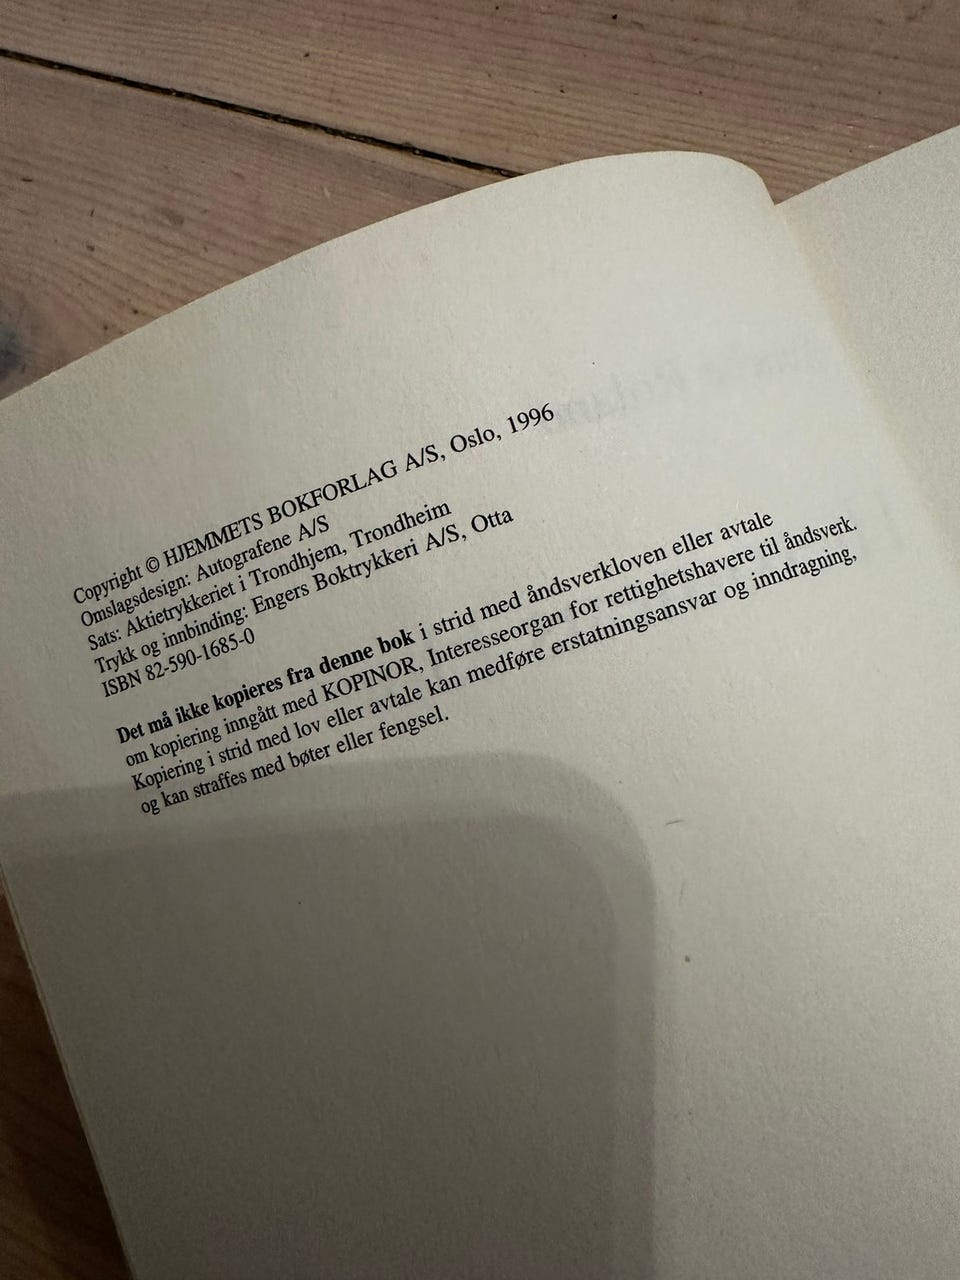 Copyright © HJEMMETS BOKFORLAG A/S, Oslo, 1996
Omslagsdesign: Autografene A/S
Sats: Aktietrykkeriet i Trondhjem, Trondheim
Trykk og innbinding: Engers Boktrykkeri A/S, Otta
ISBN 82-590-1685-0
Det må ikke kopieres fra denne bok i strid med åndsverkloven eller avtale
om kopiering inngått med KOPINOR, Interesseorgan for rettighetshavere til åndsverk.
Kopiering i strid med lov eller avtale kan medføre erstatningsansvar og inndragning,
og kan straffes med bøter eller fengsel.